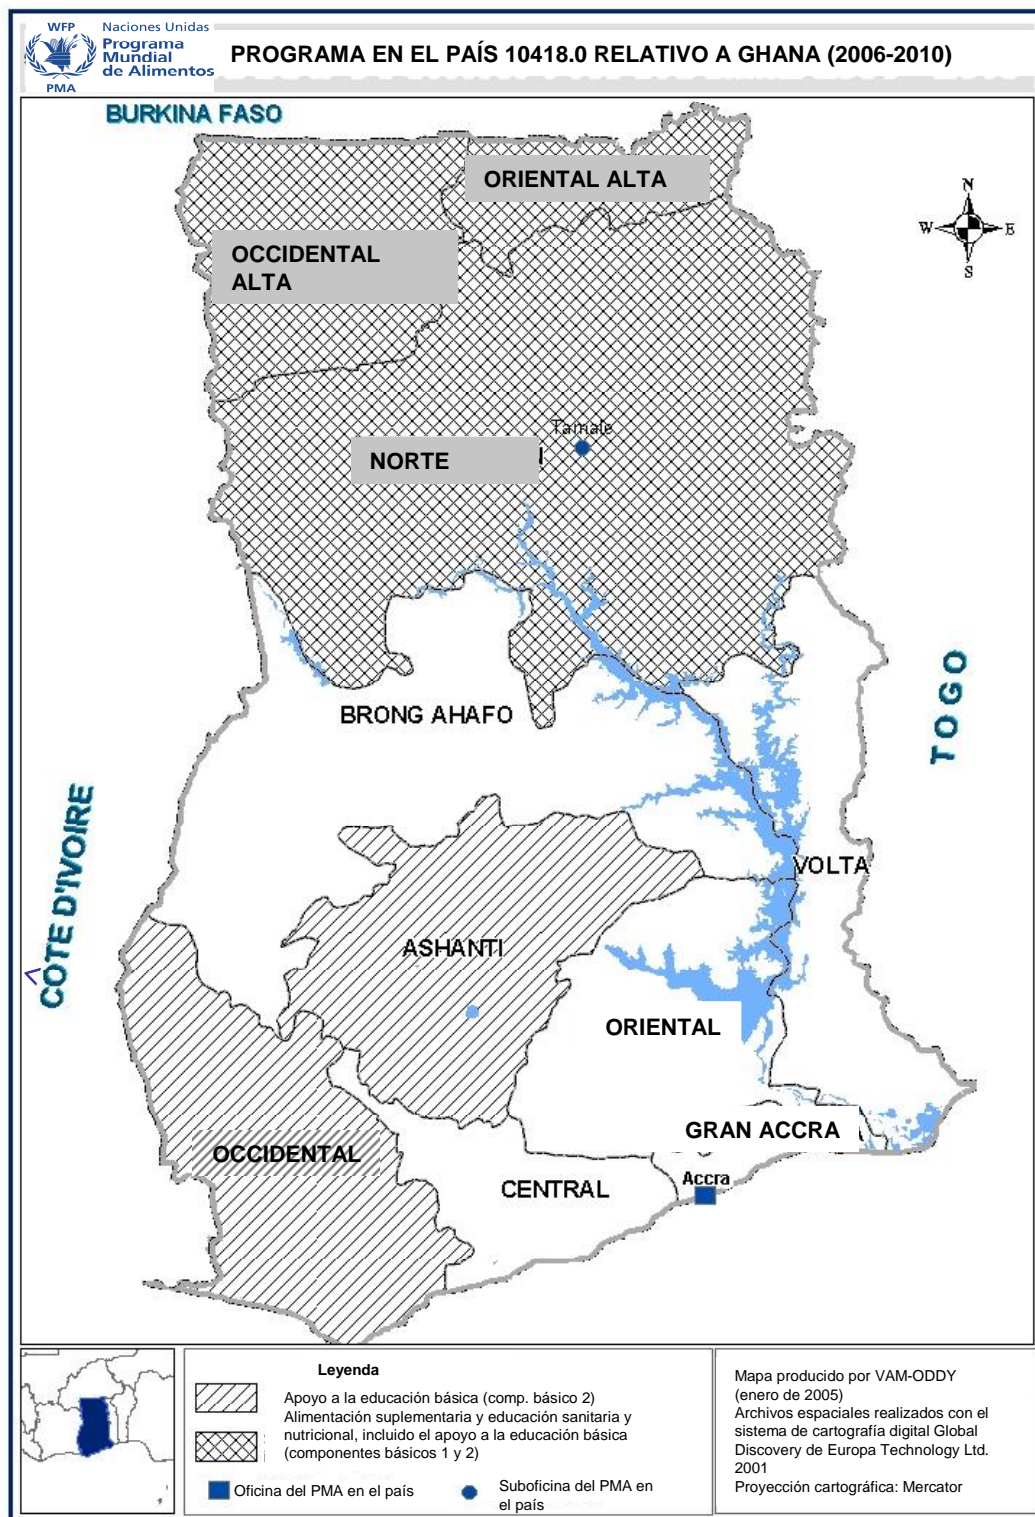 WFP
Naciones Unidas
Programa
Mundial
de Alimentos
PMA
PROGRAMA EN EL PAÍS 10418.0 RELATIVO A GHANA (2006-2010)
BURKINA FASO
ORIENTAL ALTA
N
W
E
S
OCCIDENTAL
ALTA
Tamale
NORTE
BRONG AHAFO
TOGO
COTE D'IVOIRE
VOLTA
ASHANTI
ORIENTAL
GRAN ACCRA
OCCIDENTAL
CENTRAL
Accra
Leyenda
Apoyo a la educación básica (comp. básico 2)
Alimentación suplementaria y educación sanitaria y
nutricional, incluido el apoyo a la educación básica
(componentes básicos 1 y 2)
Oficina del PMA en el país
Suboficina del PMA en
el país
Mapa producido por VAM-ODDY
(enero de 2005)
Archivos espaciales realizados con el
sistema de cartografía digital Global
Discovery de Europa Technology Ltd.
2001
Proyección cartográfica: Mercator